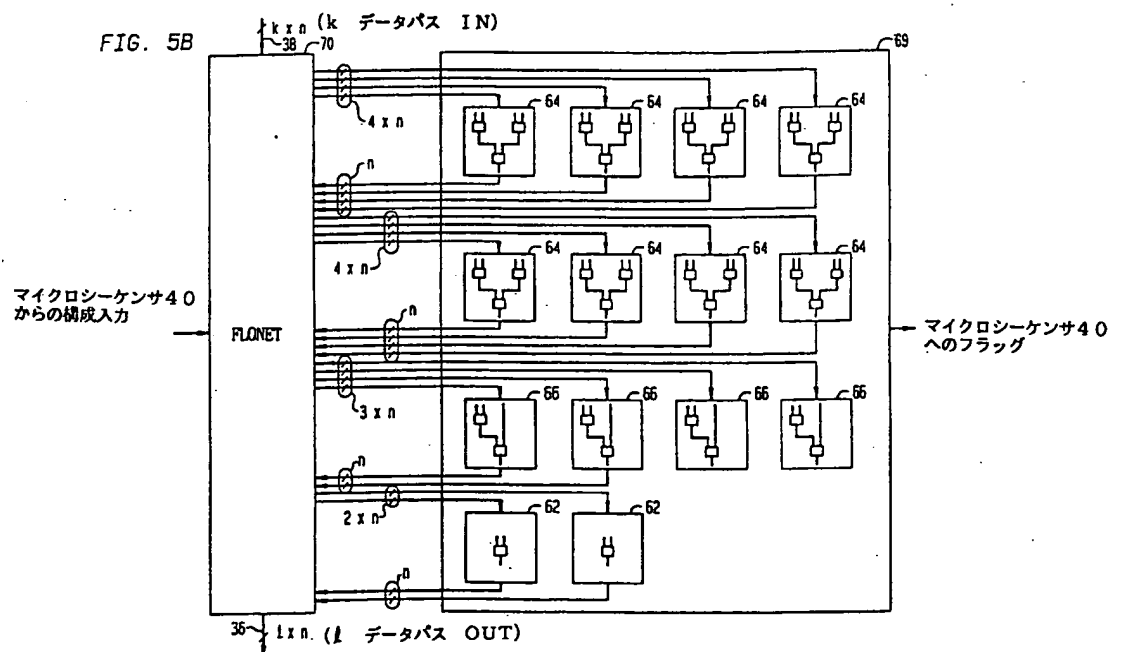 FIG. 5B
k x n (k データパス IN)
38
70
69
4 x n
64
64
64
64
n
4 x n
64
64
64
64
マイクロシーケンサ40
からの構成入力
FLONET
n
マイクロシーケンサ40
へのフラッグ
3 x n
66
66
66
66
n
2 x n
62
62
n
36
l x n. (ℓ データパス OUT)